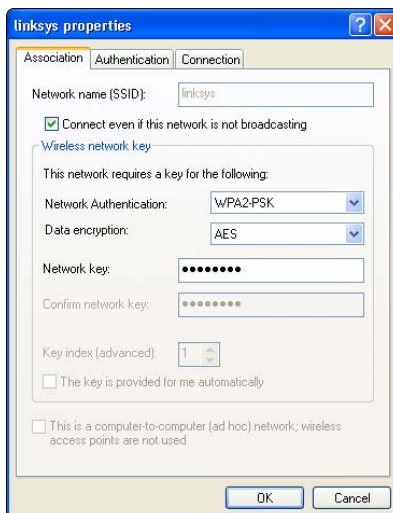 linksys properties
Association Authentication Connection
Network name (SSID): linksys
Connect even if this network is not broadcasting
Wireless network key
This network requires a key for the following:
Network Authentication: WPA2-PSK
Data encryption: AES
Network key: ••••••••
Confirm network key: ••••••••
Key index (advanced): 1
The key is provided for me automatically
This is a computer-to-computer (ad hoc) network; wireless
access points are not used
OK Cancel